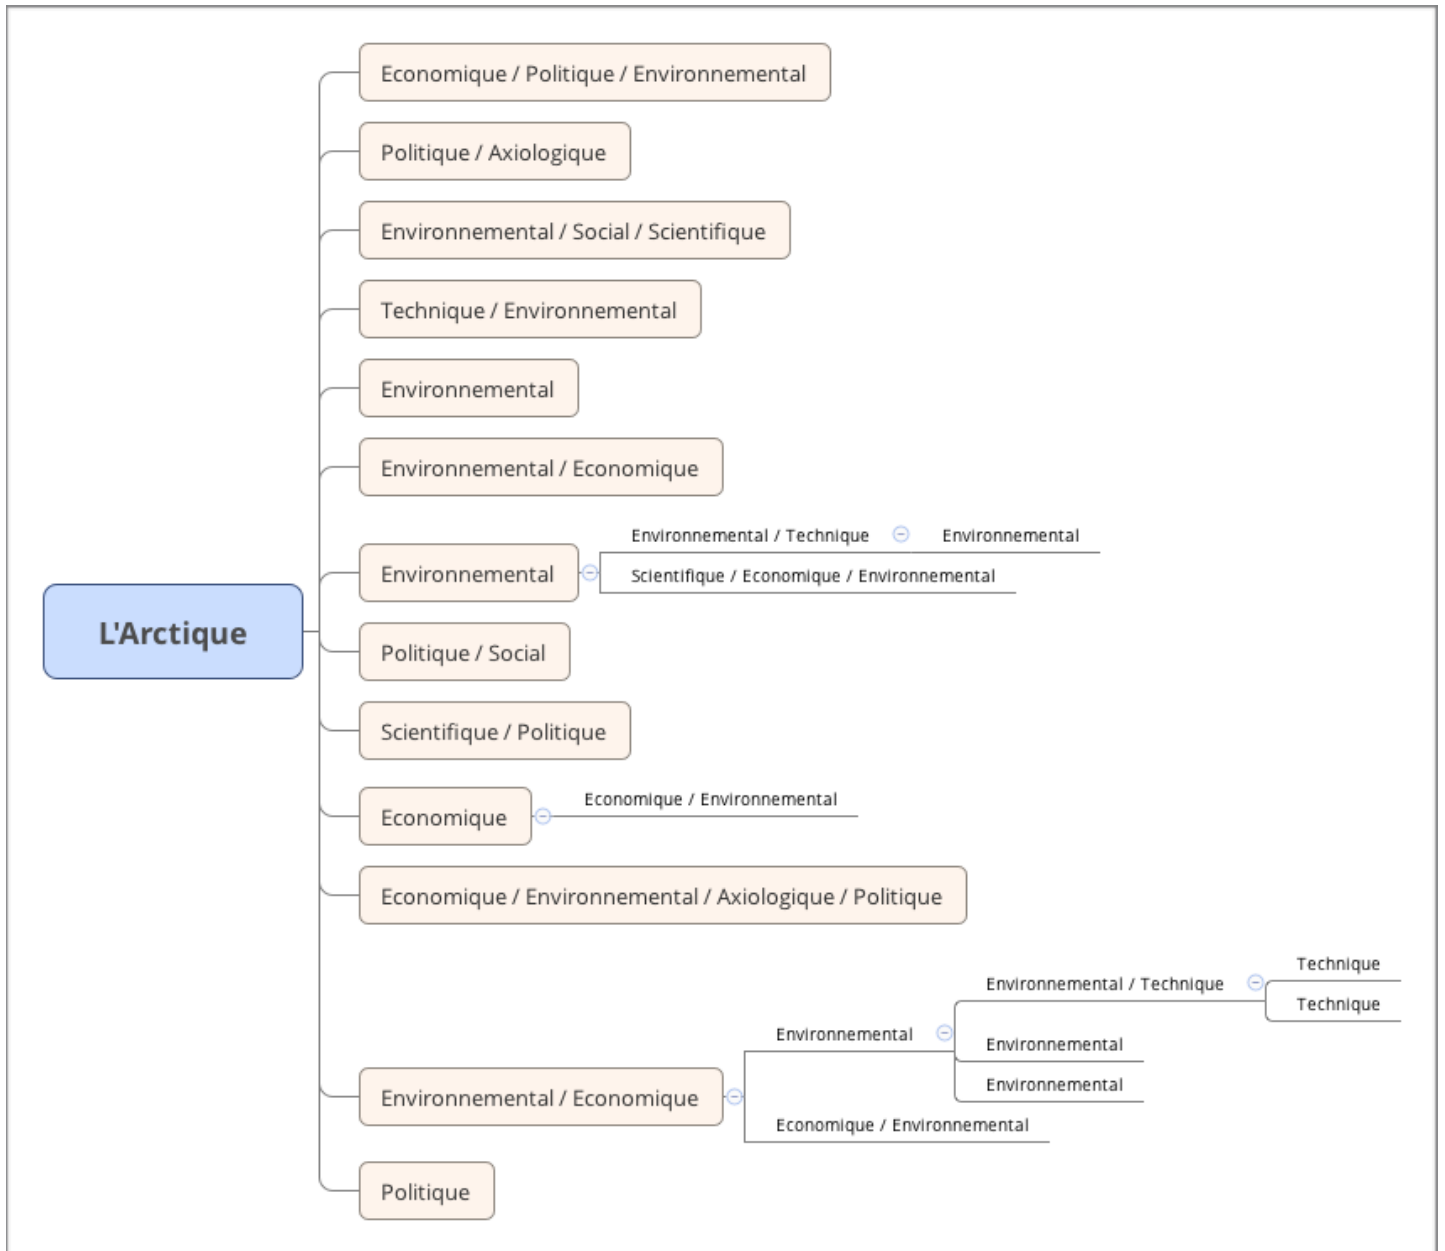 Economique / Politique / Environnemental
Politique / Axiologique
Environnemental / Social / Scientifique
Technique / Environnemental
Environnemental
Environnemental / Economique
Environnemental / Technique
Environnemental
Environnemental
Scientifique / Economique / Environnemental
L'Arctique
Politique / Social
Scientifique / Politique
Economique
Economique / Environnemental
Economique / Environnemental / Axiologique / Politique
Environnemental / Economique
Environnemental
Environnemental / Technique
Technique
Technique
Environnemental
Environnemental
Economique / Environnemental
Politique